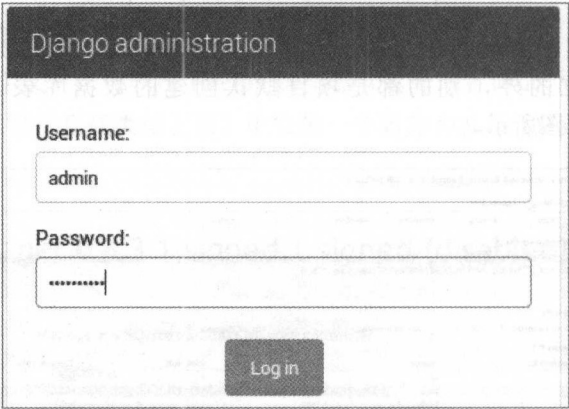 Django administration
Username:
admin
Password:
••••••••••
Log in